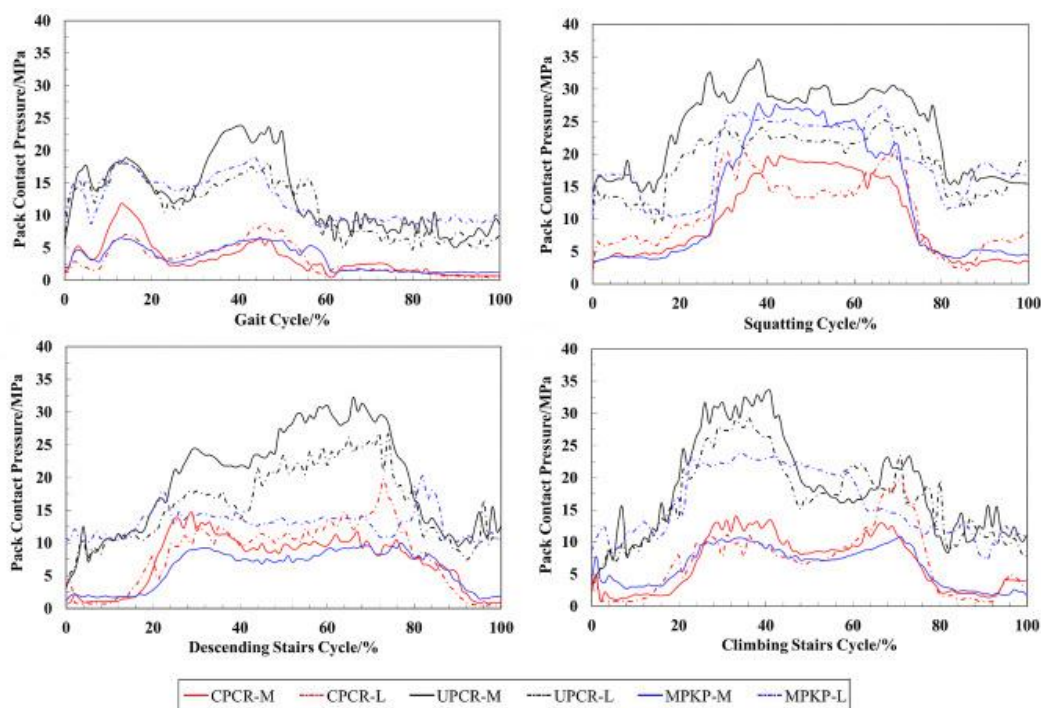 40
35
30
25
20
15
10
5
0
Pack Contact Pressure/MPa
0 20 40 60 80 100
Gait Cycle/%
40
35
30
25
20
15
10
5
0
Pack Contact Pressure/MPa
0 20 40 60 80 100
Squatting Cycle/%
40
35
30
25
20
15
10
5
0
Pack Contact Pressure/MPa
0 20 40 60 80 100
Descending Stairs Cycle/%
40
35
30
25
20
15
10
5
0
Pack Contact Pressure/MPa
0 20 40 60 80 100
Climbing Stairs Cycle/%
CPCR-M CPCR-L UPCR-M UPCR-L MPKP-M MPKP-L